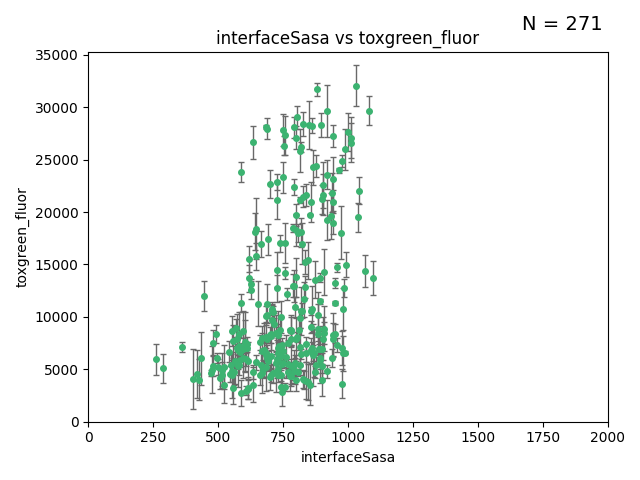 N = 271
interfaceSasa vs toxgreen_fluor
35000
30000
25000
20000
15000
10000
5000
0
toxgreen_fluor
0 250 500 750 1000 1250 1500 1750 2000
interfaceSasa